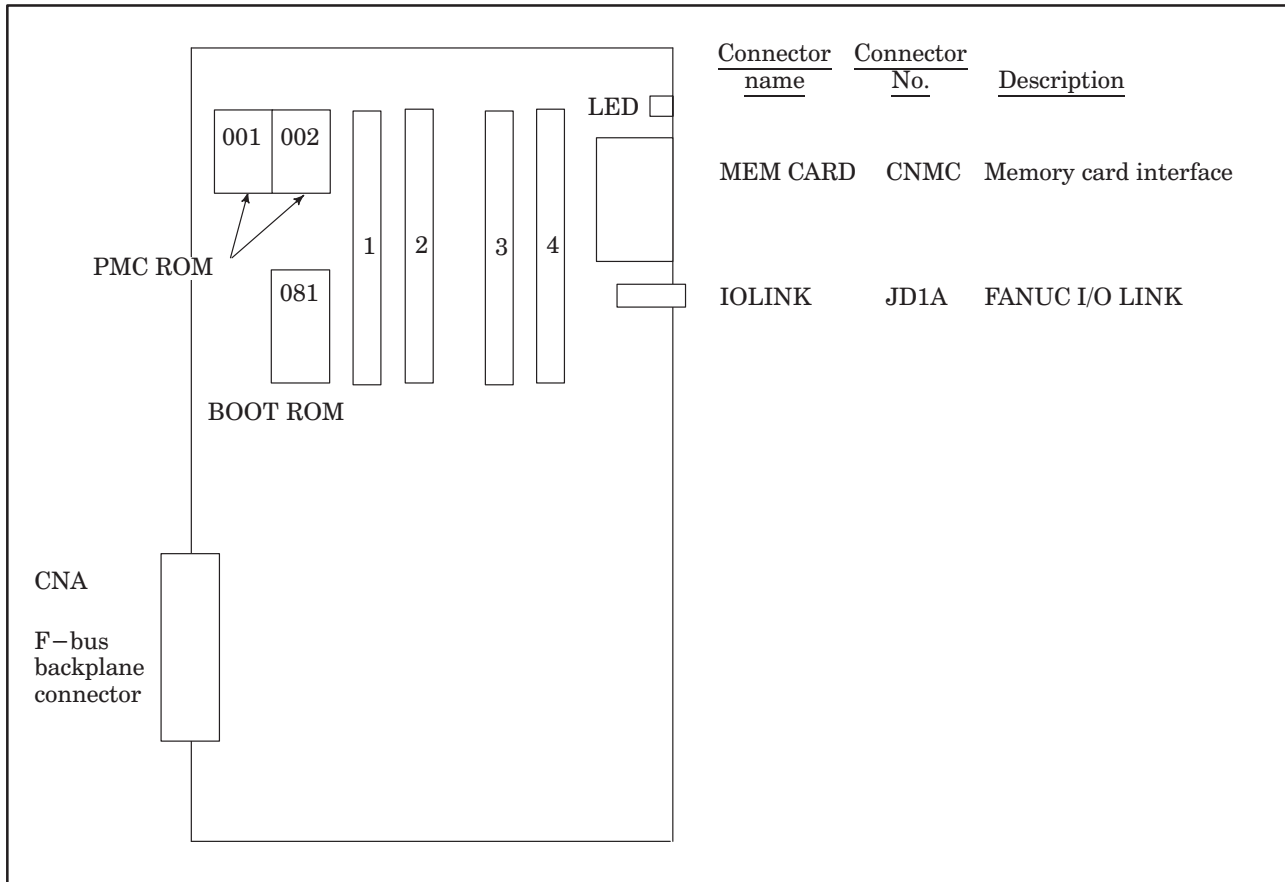 Connector name
Connector No.
Description
LED
001
002
MEM CARD CNMC Memory card interface
1
2
3
4
PMC ROM
081
IOLINK JD1A FANUC I/O LINK
BOOT ROM
CNA
F−bus
backplane
connector